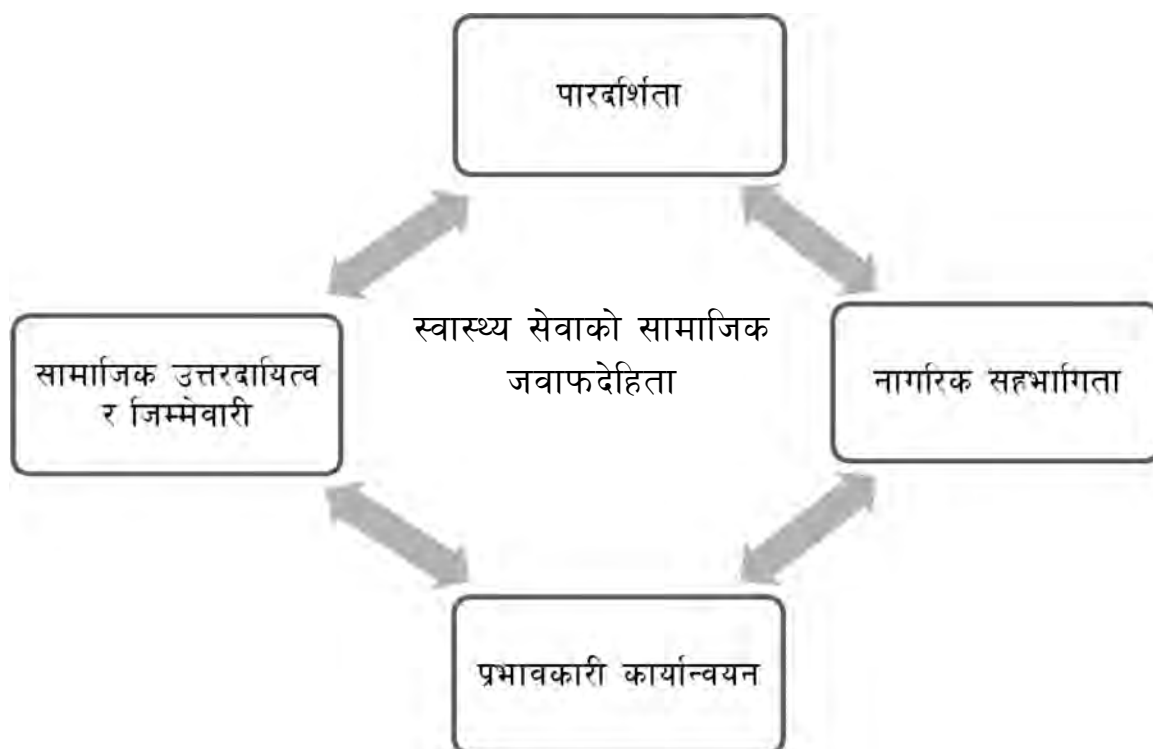 पारदर्शिता
स्वास्थ्य सेवाको सामाजिक
जवाफदेहिता
सामाजिक उत्तरदायित्व
र जिम्मेवारी
नागरिक सहभागिता
प्रभावकारी कार्यान्वयन